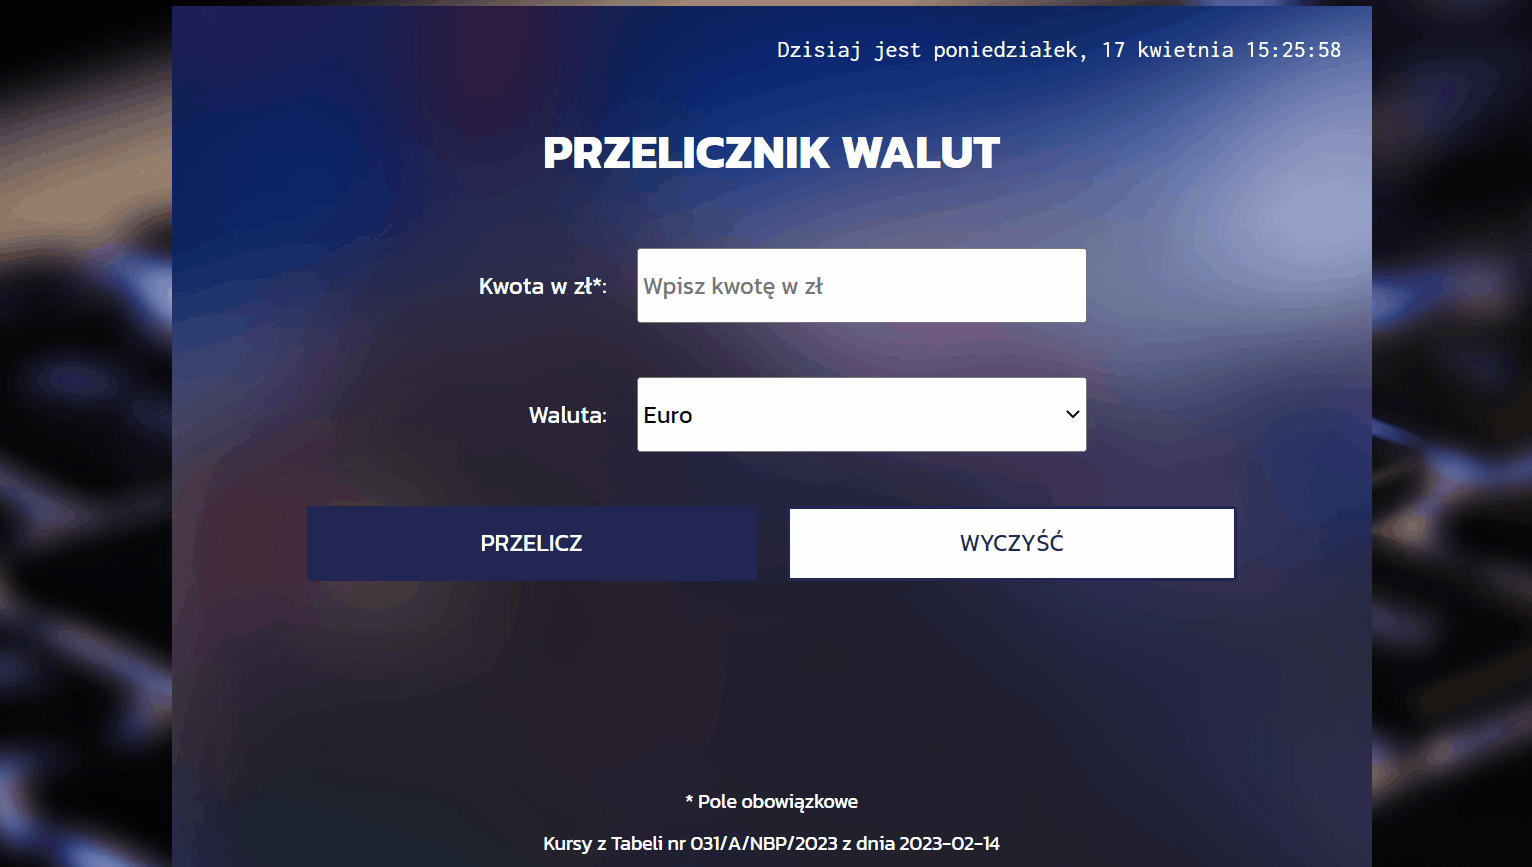 Dzisiaj jest poniedziałek, 17 kwietnia 15:25:58
PRZELICZNIK WALUT
Kwota w zł*: Wpisz kwotę w zł
Waluta: Euro
PRZELICZ WYCZYŚĆ
* Pole obowiązkowe
Kursy z Tabeli nr 031/A/NBP/2023 z dnia 2023-02-14